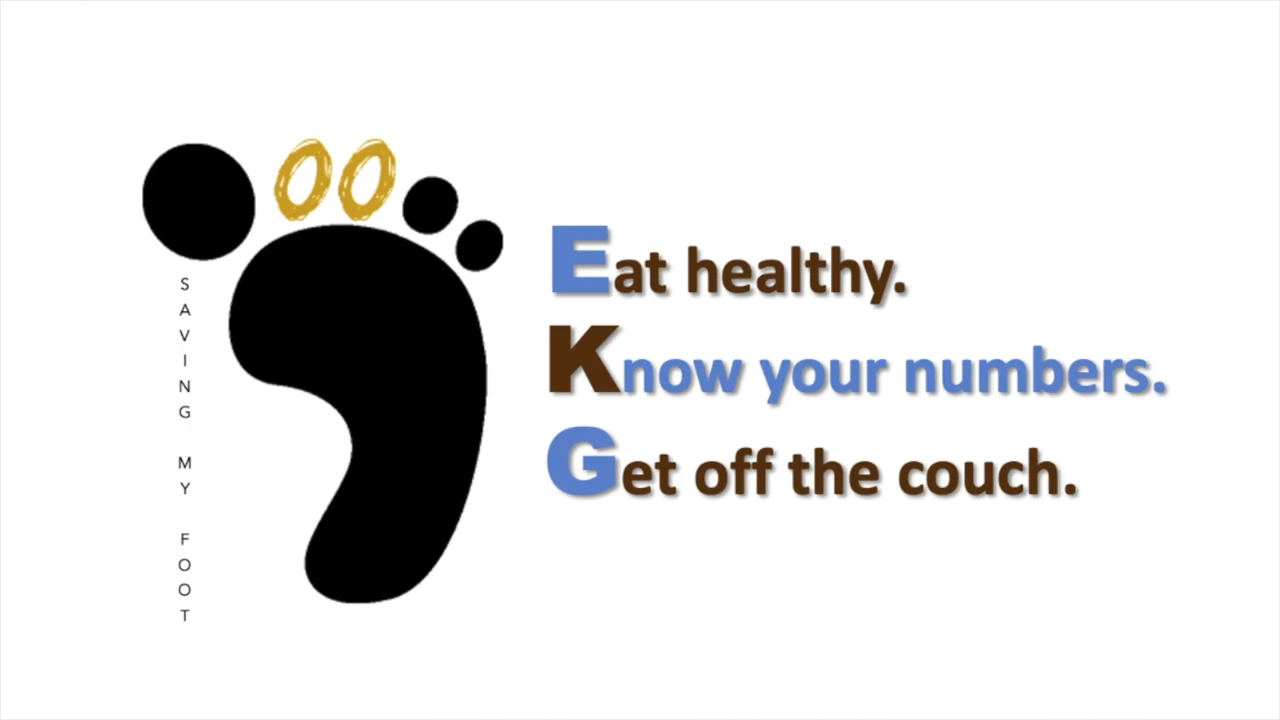 SAVING MY FOOT
Eat healthy.
Know your numbers.
Get off the couch.